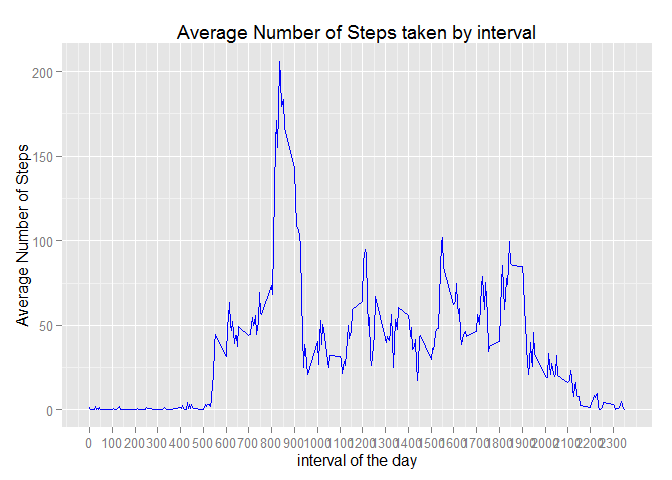 Average Number of Steps taken by interval
Average Number of Steps
200
150
100
50
0
0 100 200 300 400 500 600 700 800 900 1000 1100 1200 1300 1400 1500 1600 1700 1800 1900 2000 2100 2200 2300
interval of the day